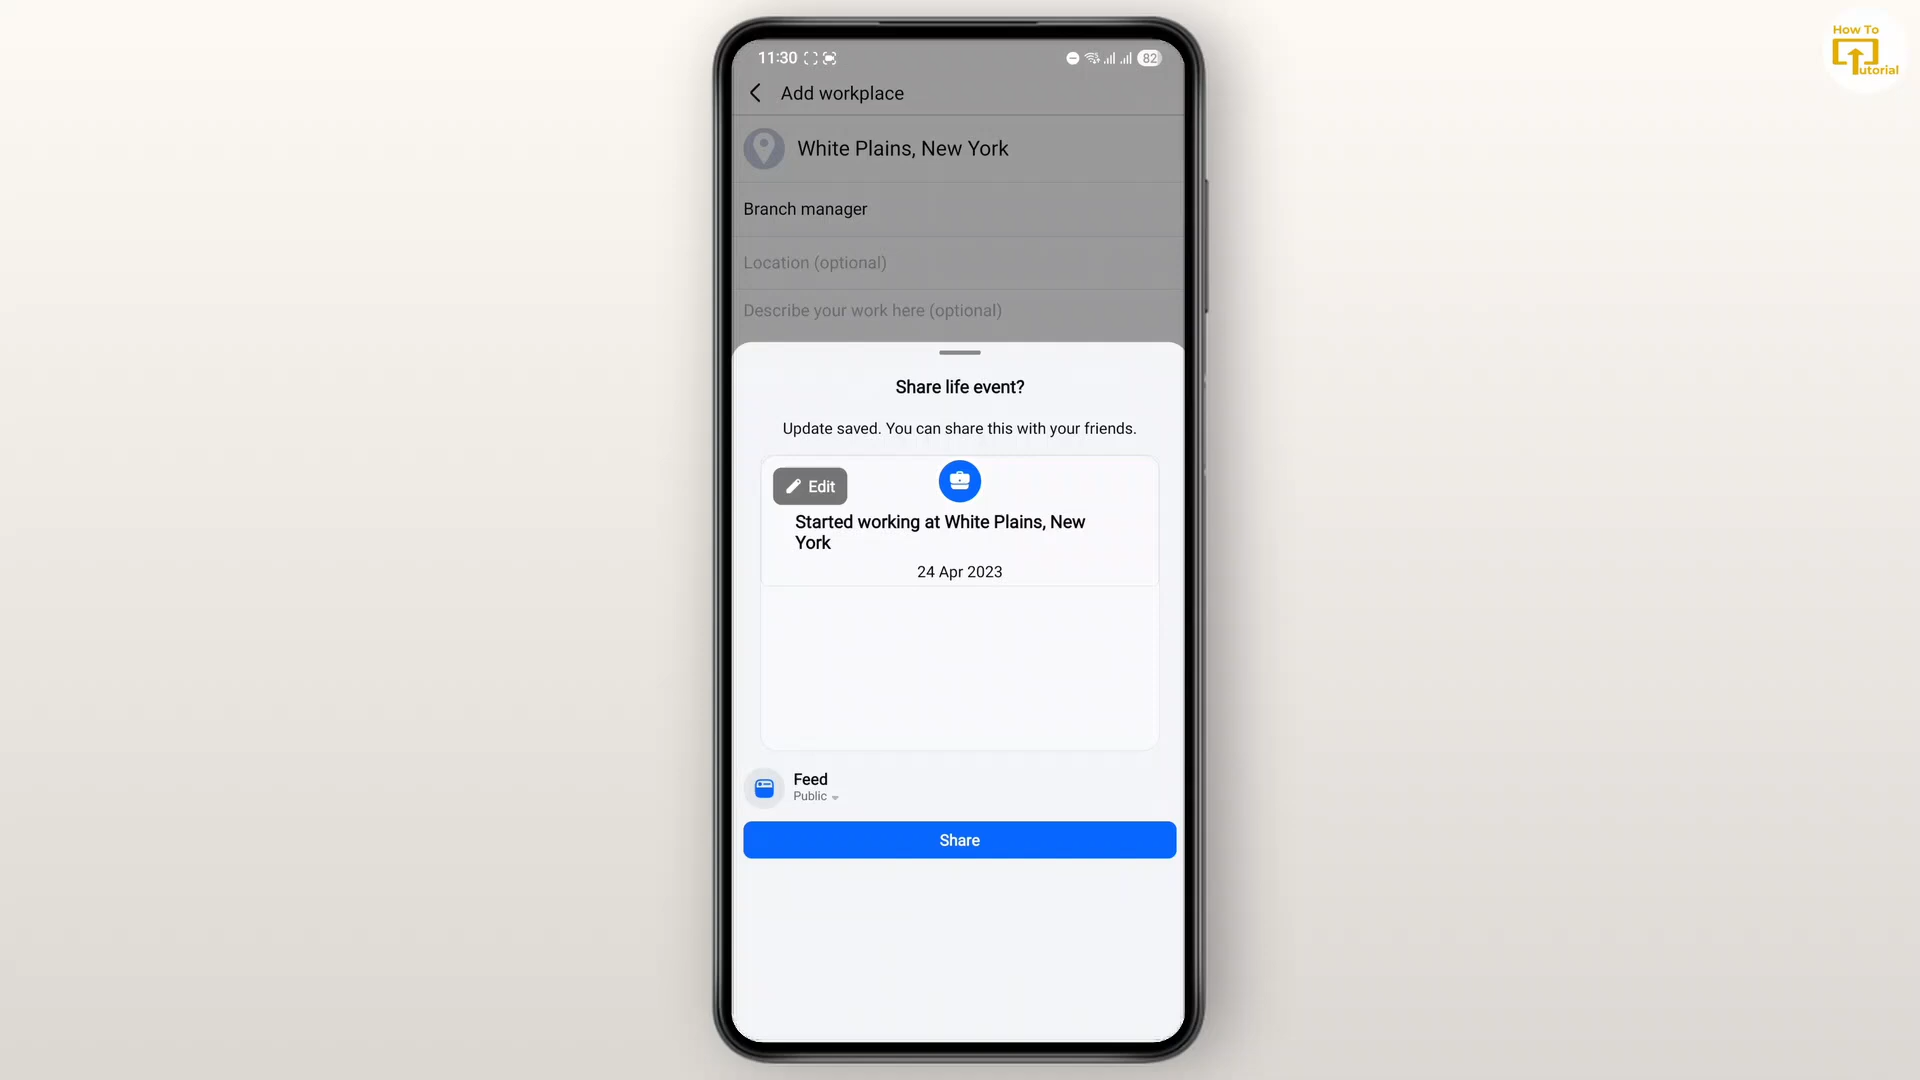 How To
utorial
11:30
82
Add workplace
White Plains, New York
Branch manager
Location (optional)
Describe your work here (optional)
Share life event?
Update saved. You can share this with your friends.
Edit
Started working at White Plains, New
York
24 Apr 2023
Feed
Public
Share